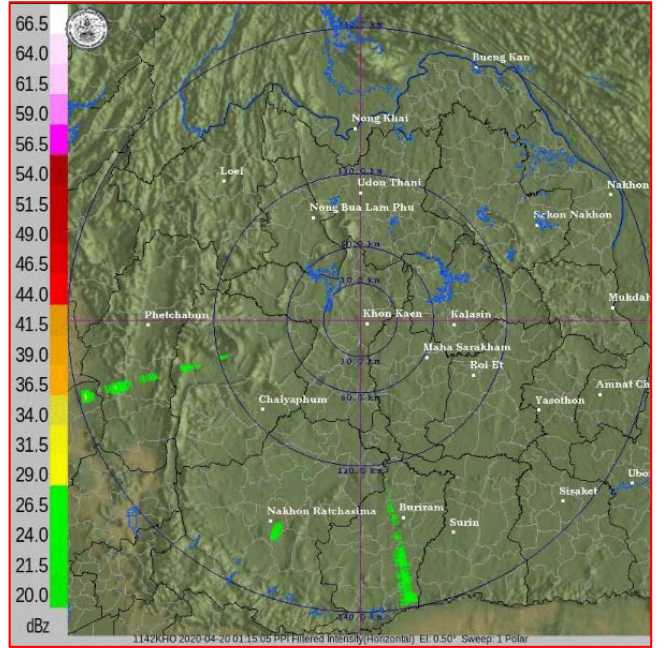 66.5
64.0
61.5
59.0
56.5
54.0
51.5
49.0
46.5
44.0
41.5
39.0
36.5
34.0
31.5
29.0
26.5
24.0
21.5
20.0
dBz
Bueng Kan
Nong Khai
Loei
Udon Thani
Nakhon
Nong Bua Lam Phu
Sakon Nakhon
Mukdah
Phetchabun
Khon Kaen
Kalasin
30.0 km
Maha Sarakham
Roi Et
60.0 km
Amnat Ch
Chaiyaphum
Yasothon
120.0 km
Ubo
Sisaket
Nakhon Ratchasima
Buriram
Surin
1142KHO 2020-04-20 01:15:05 PPI Filtered Intensity(Horizontal) El: 0.50° Sweep: 1 Polar